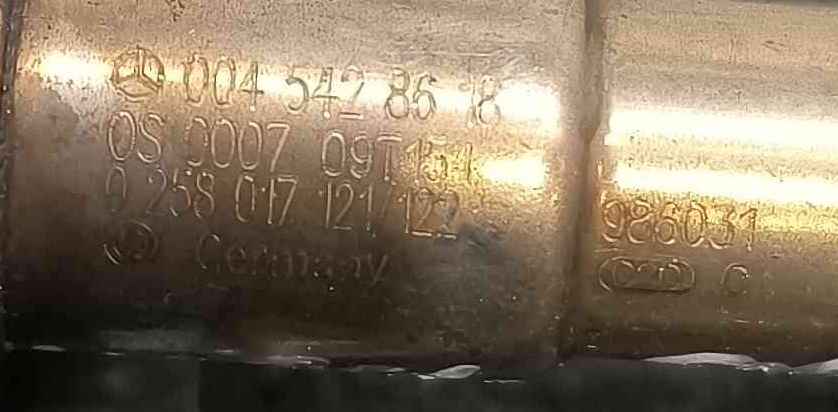 004 542 86 18
0S 0007 09T151
0 258 017 121/122
Germany
986031
C